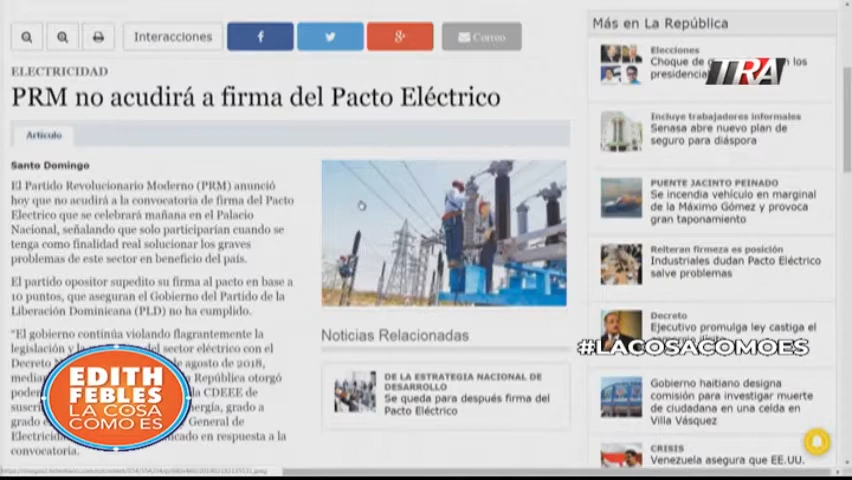 Interacciones
Correo
ELECTRICIDAD
PRM no acudirá a firma del Pacto Eléctrico
Artículo
Santo Domingo
El Partido Revolucionario Moderno (PRM) anunció
hoy que no acudirá a la convocatoria de firma del Pacto
Electrico que se celebrará mañana en el Palacio
Nacional, señalando que solo participarían cuando se
tenga como finalidad real solucionar los graves
problemas de este sector en beneficio del país.
El partido opositor supedito su firma al pacto en base a
10 puntos, que aseguran el Gobierno del Partido de la
Liberación Dominicana (PLD) no ha cumplido.
"El gobierno continúa violando flagrantemente la
legislación y la del sector eléctrico con el
Decreto de agosto de 2018,
República otorgó
la CDEEE de
energía, grado a
grado General de
Electricidad en respuesta a la
convocatoria.
Noticias Relacionadas
DE LA ESTRATEGIA NACIONAL DE
DESARROLLO
Se queda para después firma del
Pacto Eléctrico
Más en La República
Elecciones
Choque de los
Incluye trabajadores informales
Senasa abre nuevo plan de
seguro para diáspora
PUENTE JACINTO PEINADO
Se incendia vehículo en marginal
de la Máximo Gómez y provoca
gran taponamiento
Reiteran firmeza es posición
Industriales dudan Pacto Eléctrico
salve problemas
Decreto
Ejecutivo promulga ley castiga el
Gobierno haitiano designa
comisión para investigar muerte
de ciudadana en una celda en
Villa Vásquez
CRISIS
Venezuela asegura que EE.UU.
TRA
#LACOSACOMOES
EDITH
FEBLES
LA COSA
COMO ES